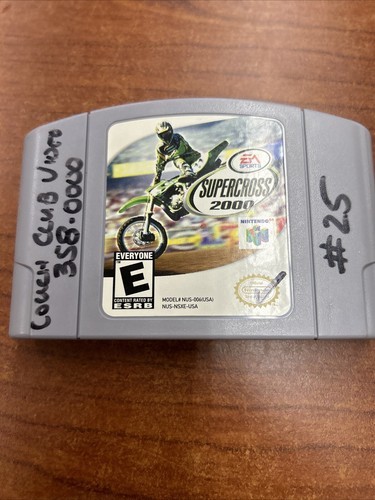 COUCH CLUB VIDEO
358-0000
EA
SPORTS
SUPERCROSS
2000
NINTENDO 64
EVERYONE
E
CONTENT RATED BY
ESRB
MODEL# NUS-006(USA)
NUS-NSXE-USA
#25